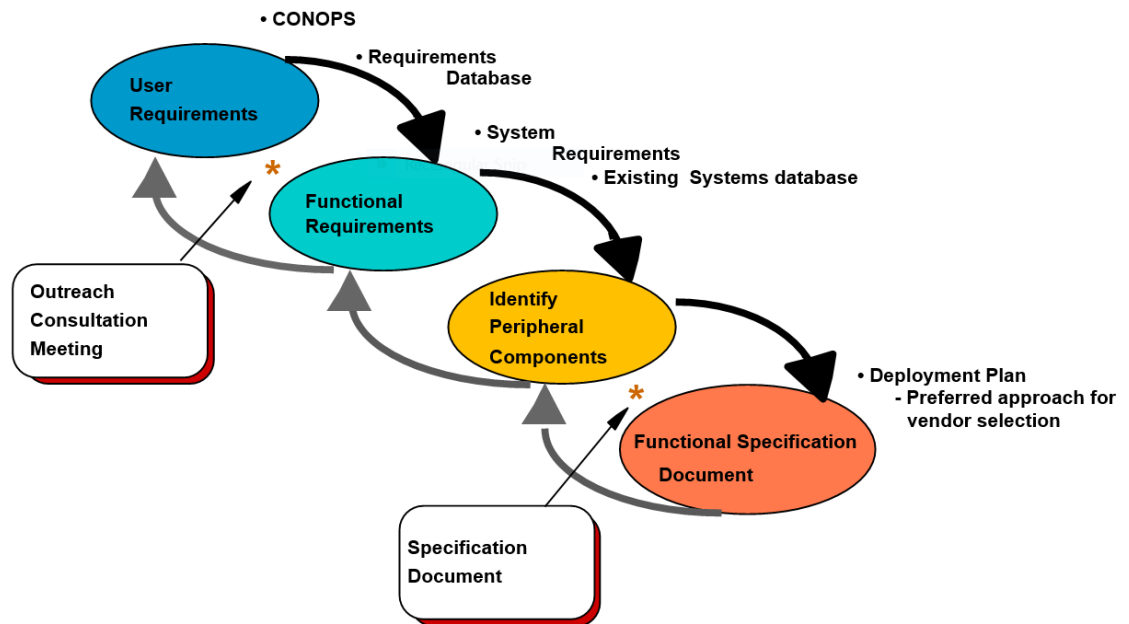 • CONOPS
• Requirements
Database
User
Requirements
• System
Requirements
• Existing Systems database
*
Functional
Requirements
Outreach
Consultation
Meeting
Identify
Peripheral
Components
• Deployment Plan
- Preferred approach for
vendor selection
*
Functional Specification
Document
Specification
Document